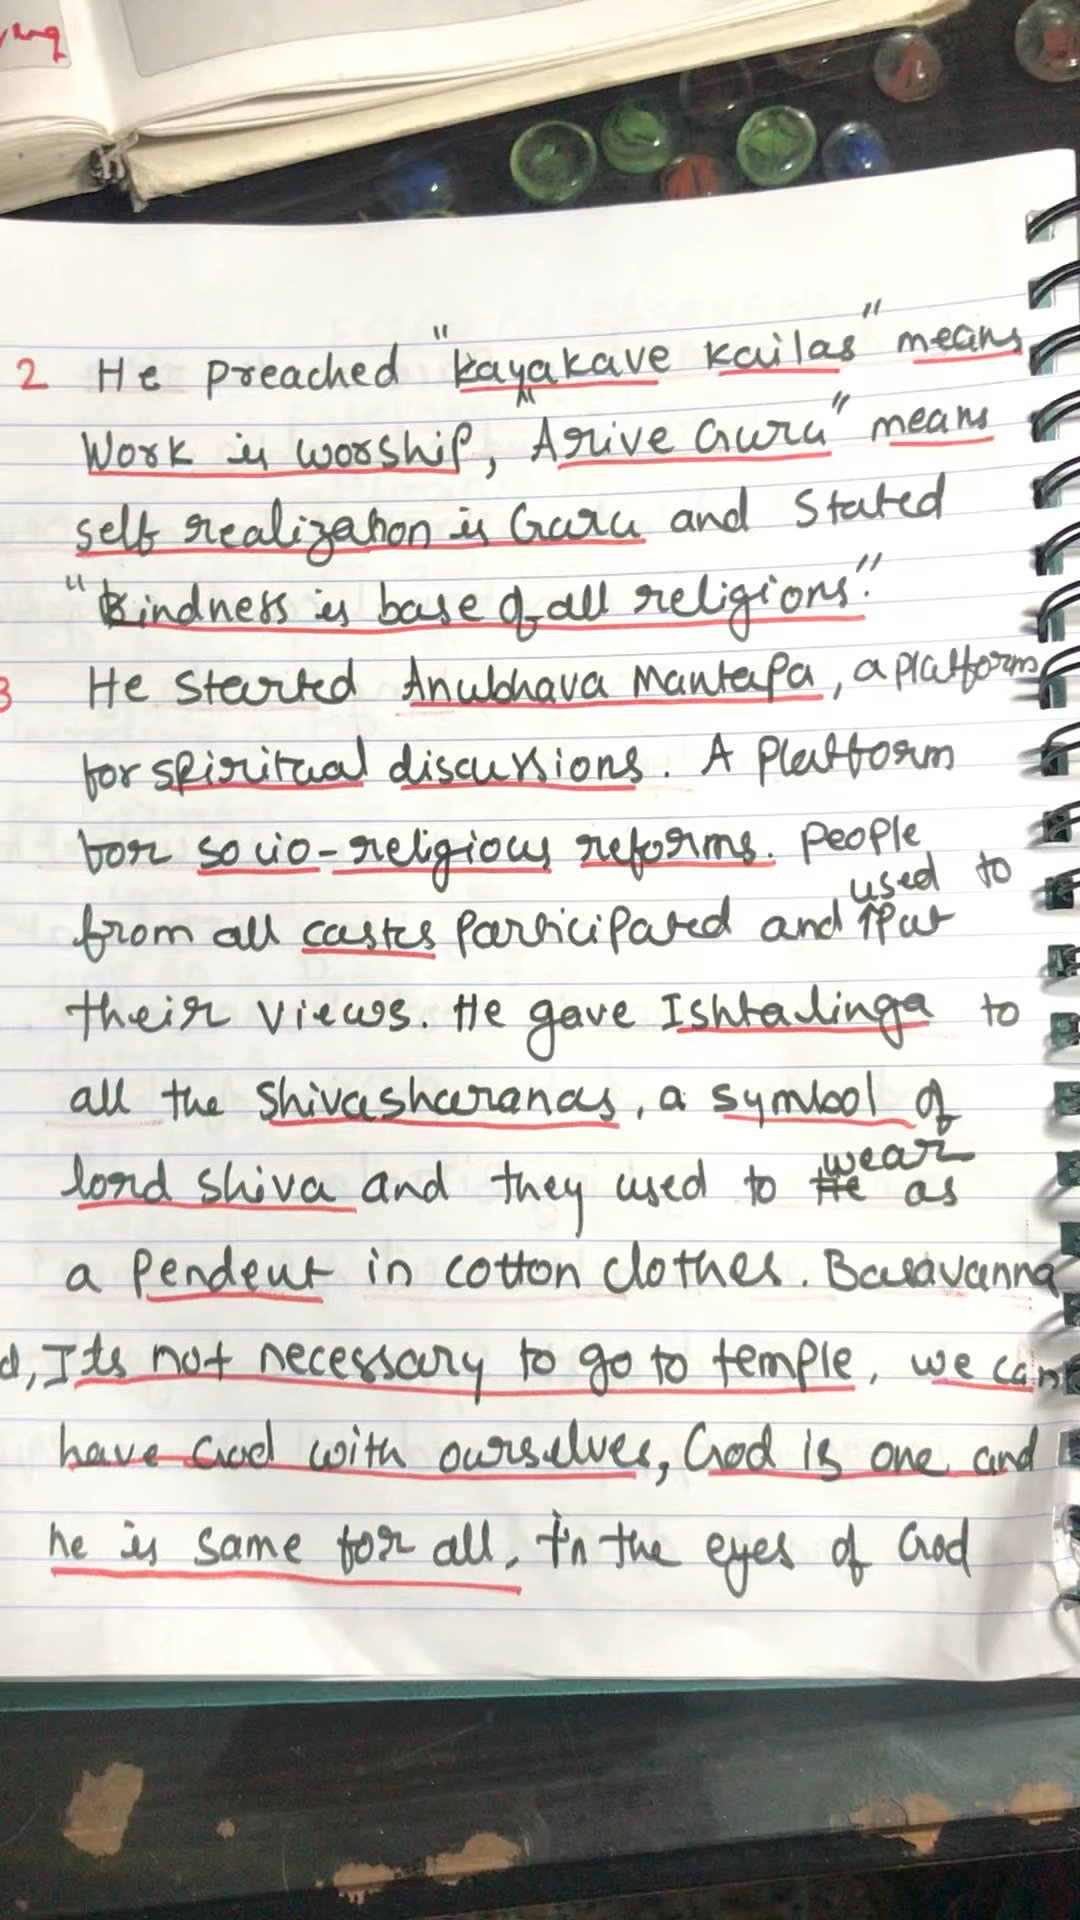 2 He preached "kayakave kailas" means
Work is worship, "Arive Guru" means
self realization is Guru and stated
"Kindness is base of all religions."
3 He started Anubhava Mantapa, a platform
for spiritual discussions. A platform
for socio-religious reforms. People
from all castes participated and used to put
their views. He gave Ishtalinga to
all the Shivasharanas, a symbol of
lord shiva and they used to wear as
a pendent in cotton clothes. Basavanna
d, Its not necessary to go to temple, we can
have God with ourselves, God is one and
he is same for all. In the eyes of God